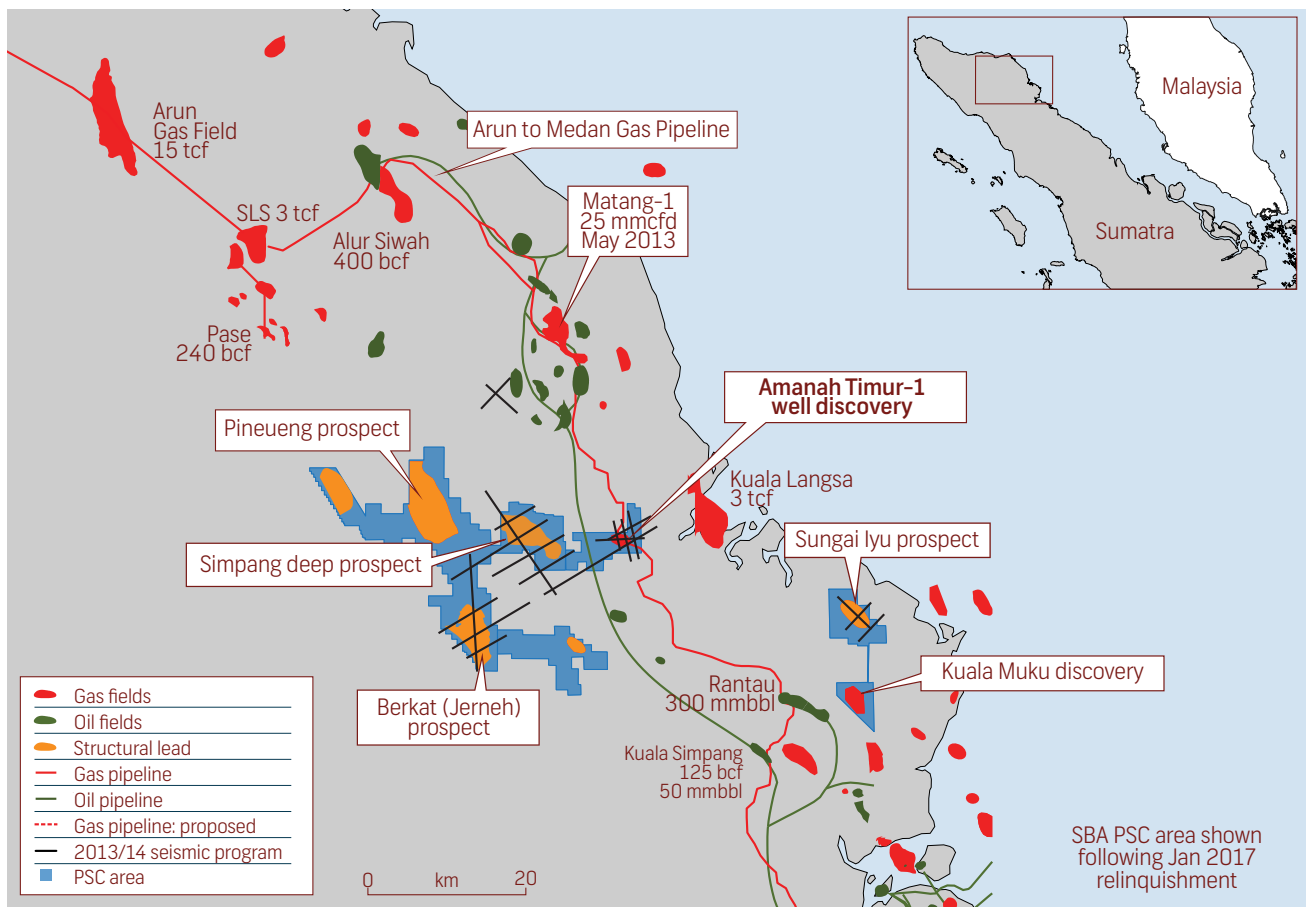 Malaysia
Sumatra
Arun
Gas Field
15 tcf
Arun to Medan Gas Pipeline
SLS 3 tcf
Alur Siwah
400 bcf
Matang-1
25 mmcfd
May 2013
Pase
240 bcf
Amanah Timur-1
well discovery
Pineueng prospect
Kuala Langsa
3 tcf
Simpang deep prospect
Sungai Iyu prospect
Kuala Muku discovery
Berkat (Jerneh)
prospect
Rantau
300 mmbbl
Kuala Simpang
125 bcf
50 mmbbl
Gas fields
Oil fields
Structural lead
Gas pipeline
Oil pipeline
Gas pipeline: proposed
2013/14 seismic program
PSC area
0 km 20
SBA PSC area shown
following Jan 2017
relinquishment